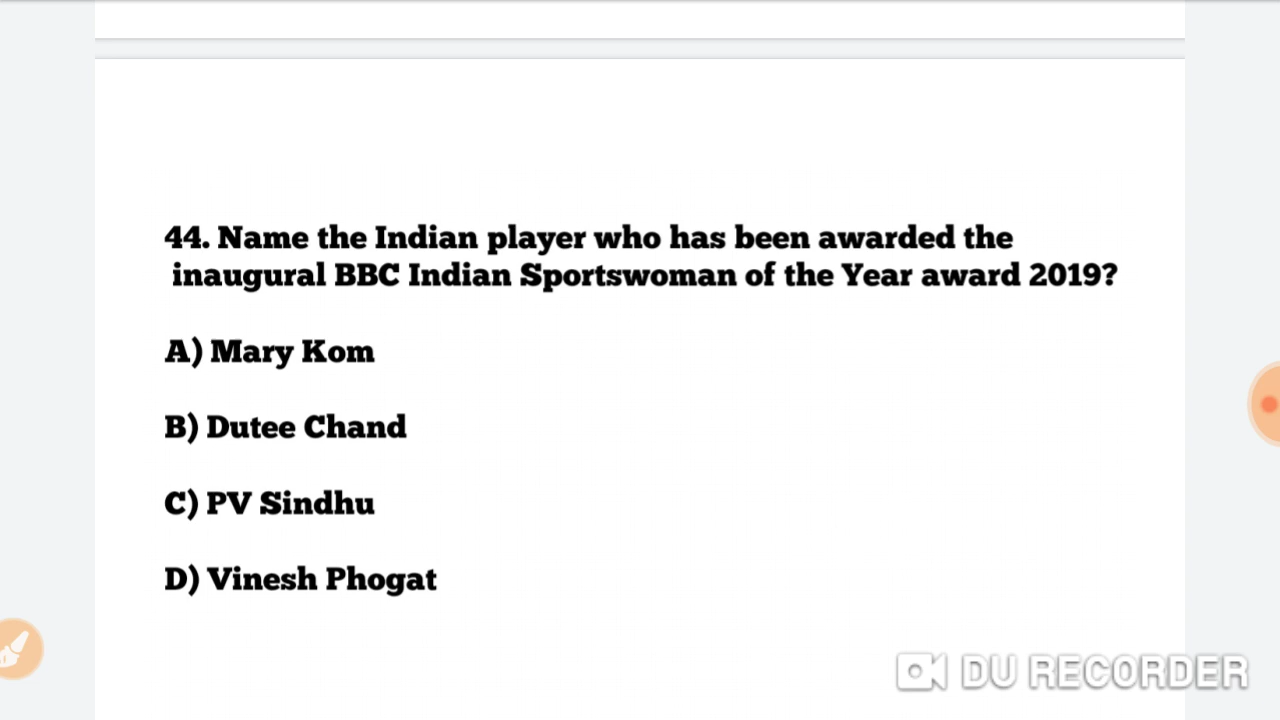 44. Name the Indian player who has been awarded the
inaugural BBC Indian Sportswoman of the Year award 2019?
A) Mary Kom
B) Dutee Chand
C) PV Sindhu
D) Vinesh Phogat
DU RECORDER